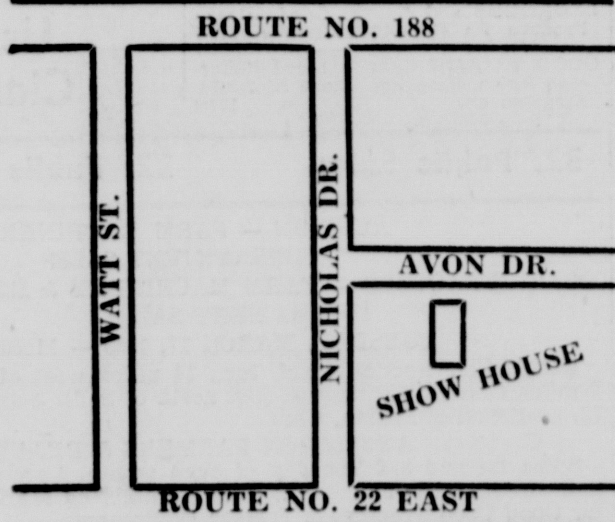 ROUTE NO. 188
WATT ST.
NICHOLAS DR.
AVON DR.
SHOW HOUSE
ROUTE NO. 22 EAST